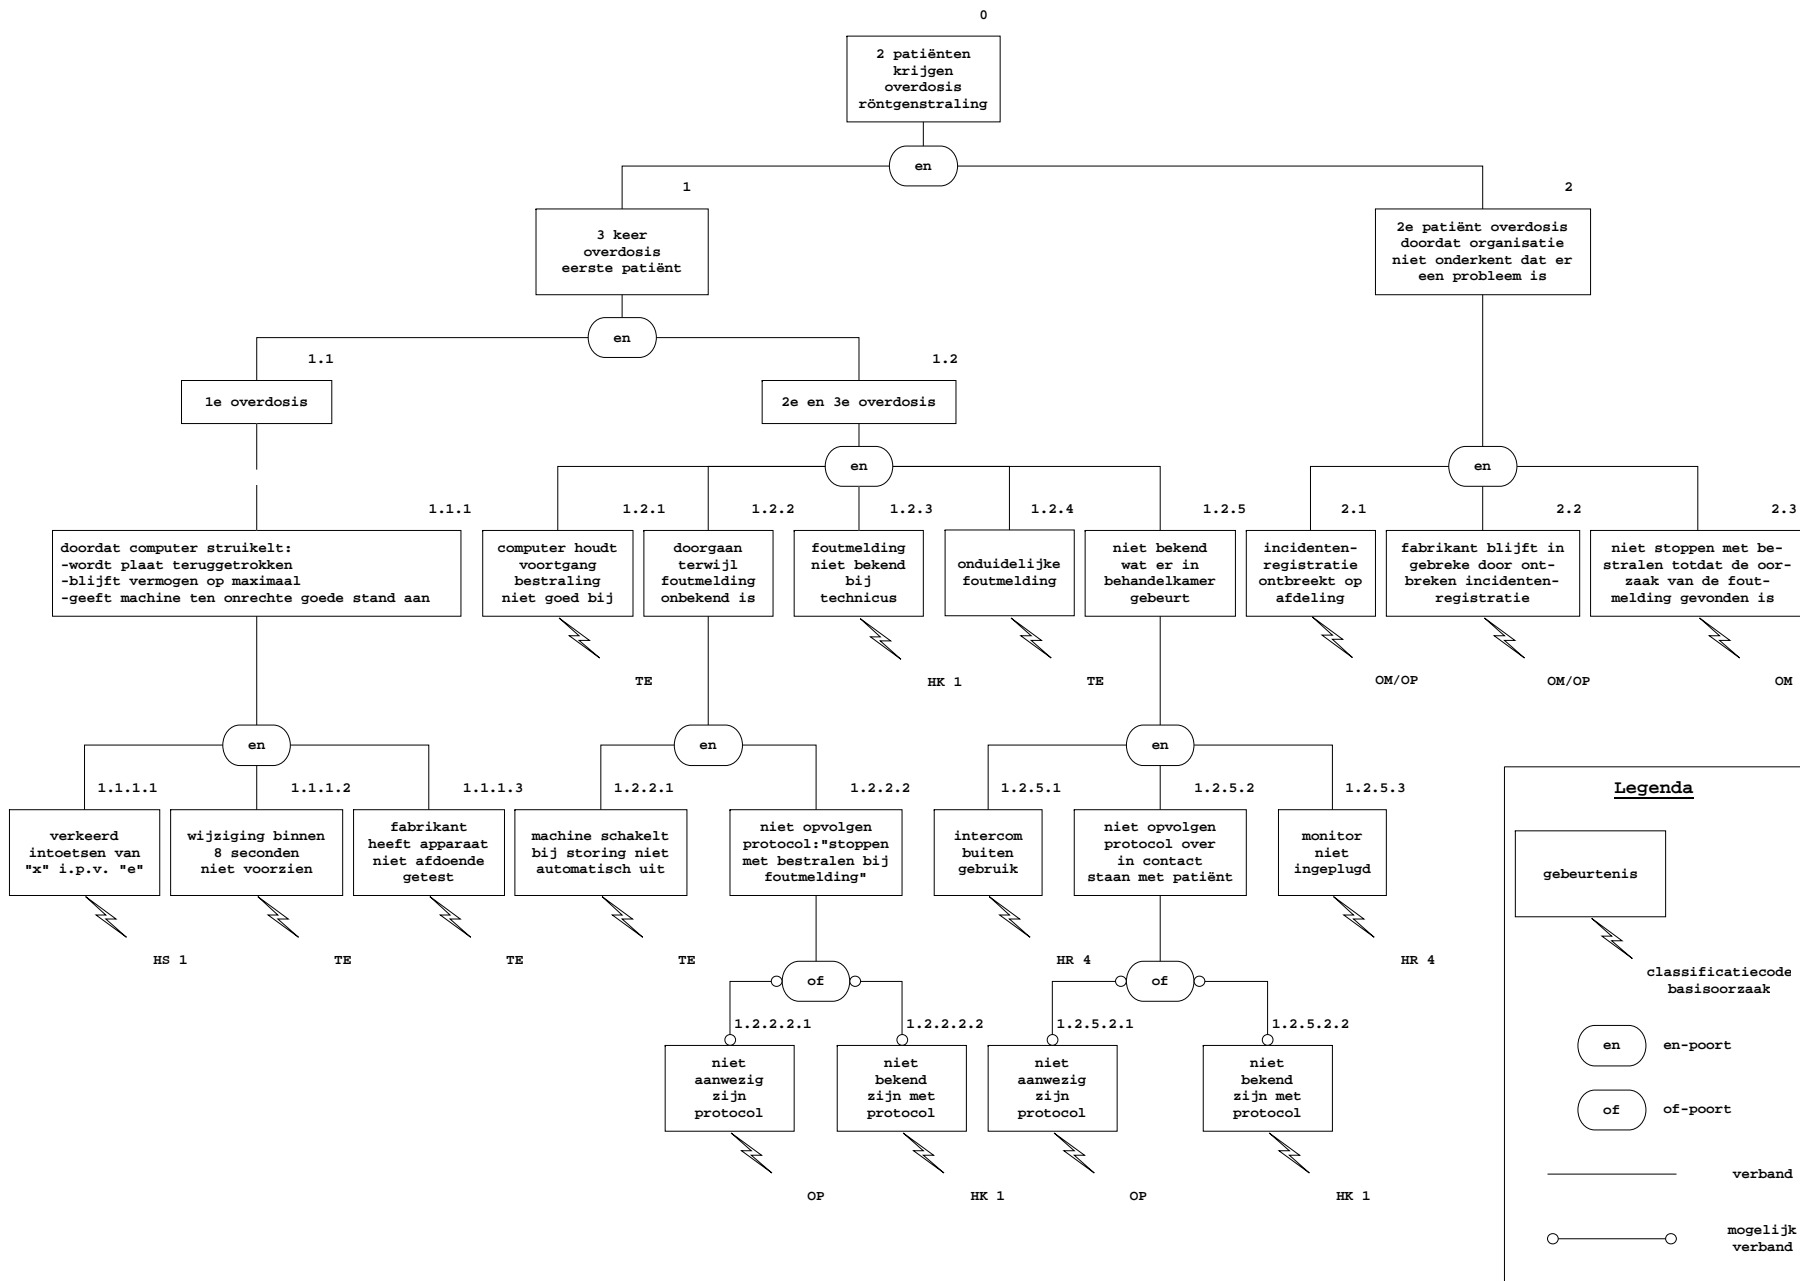 0
2 patiënten
krijgen
overdosis
röntgenstraling
en
1
2
3 keer
overdosis
eerste patiënt
2e patiënt overdosis
doordat organisatie
niet onderkent dat er
een probleem is
en
1.1
1.2
1e overdosis
2e en 3e overdosis
en
en
1.1.1
1.2.1
1.2.2
1.2.3
1.2.4
1.2.5
2.1
2.2
2.3
doordat computer struikelt:
-wordt plaat teruggetrokken
-blijft vermogen op maximaal
-geeft machine ten onrechte goede stand aan
computer houdt
voortgang
bestraling
niet goed bij
doorgaan
terwijl
foutmelding
onbekend is
foutmelding
niet bekend
bij
technicus
onduidelijke
foutmelding
niet bekend
wat er in
behandelkamer
gebeurt
incidenten-
registratie
ontbreekt op
afdeling
fabrikant blijft in
gebreke door ont-
breken incidenten-
registratie
niet stoppen met be-
stralen totdat de oor-
zaak van de fout-
melding gevonden is
TE
HK 1
TE
OM/OP
OM/OP
OM
en
en
en
1.1.1.1
1.1.1.2
1.1.1.3
1.2.2.1
1.2.2.2
1.2.5.1
1.2.5.2
1.2.5.3
verkeerd
intoetsen van
"x" i.p.v. "e"
wijziging binnen
8 seconden
niet voorzien
fabrikant
heeft apparaat
niet afdoende
getest
machine schakelt
bij storing niet
automatisch uit
niet opvolgen
protocol:"stoppen
met bestralen bij
foutmelding"
intercom
buiten
gebruik
niet opvolgen
protocol over
in contact
staan met patiënt
monitor
niet
ingeplugd
HS 1
TE
TE
TE
HR 4
HR 4
of
of
1.2.2.2.1
1.2.2.2.2
1.2.5.2.1
1.2.5.2.2
niet
aanwezig
zijn
protocol
niet
bekend
zijn met
protocol
niet
aanwezig
zijn
protocol
niet
bekend
zijn met
protocol
OP
HK 1
OP
HK 1
Legenda
gebeurtenis
classificatiecode
basisoorzaak
en
en-poort
of
of-poort
verband
mogelijk
verband